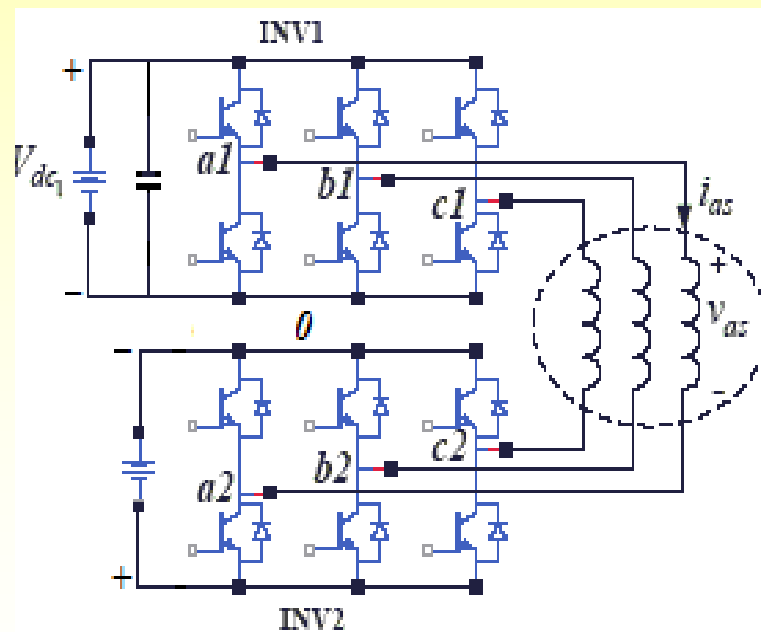 INV1
+
a1
V_dc1
b1
c1
i_as
−
+
v_as
0
−
−
c2
b2
a2
+
INV2